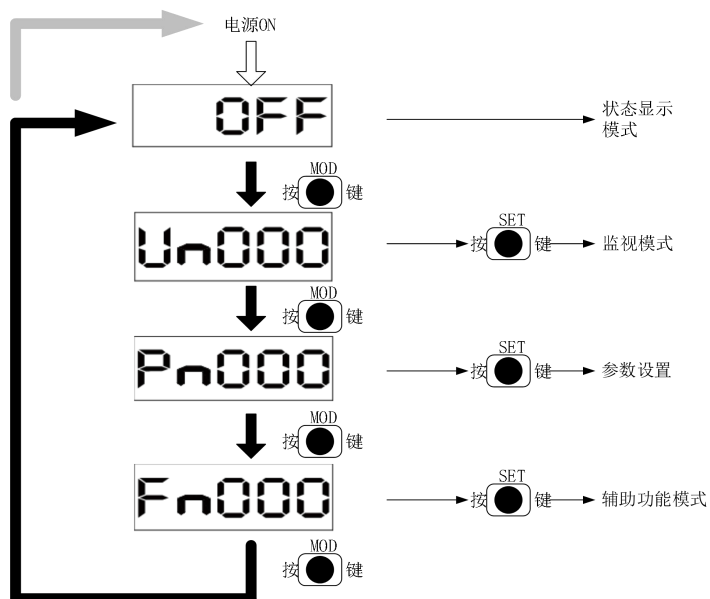 电源ON
OFF
状态显示
模式
MOD
按 键
Un000
SET
按 键
监视模式
MOD
按 键
Pn000
SET
按 键
参数设置
MOD
按 键
Fn000
SET
按 键
辅助功能模式
MOD
按 键